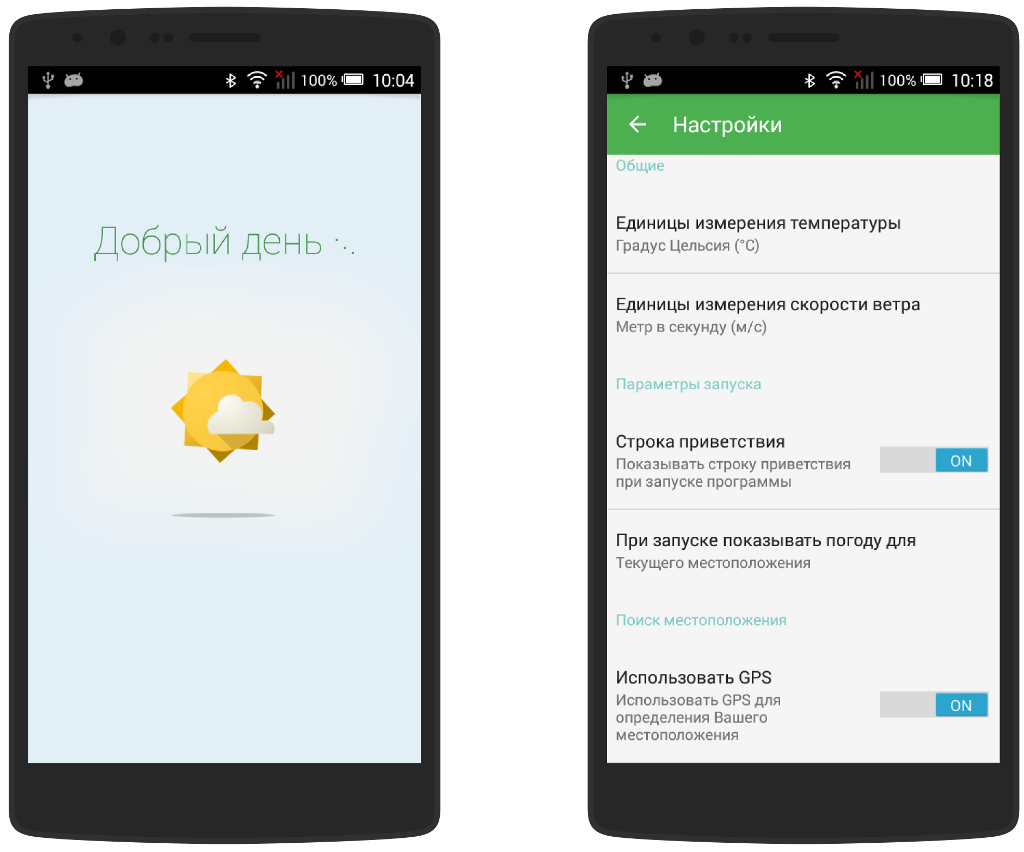 100% 10:04
Добрый день
100% 10:18
Настройки
Общие
Единицы измерения температуры
Градус Цельсия (°C)
Единицы измерения скорости ветра
Метр в секунду (м/с)
Параметры запуска
Строка приветствия
Показывать строку приветствия
при запуске программы
ON
При запуске показывать погоду для
Текущего местоположения
Поиск местоположения
Использовать GPS
Использовать GPS для
определения Вашего
местоположения
ON